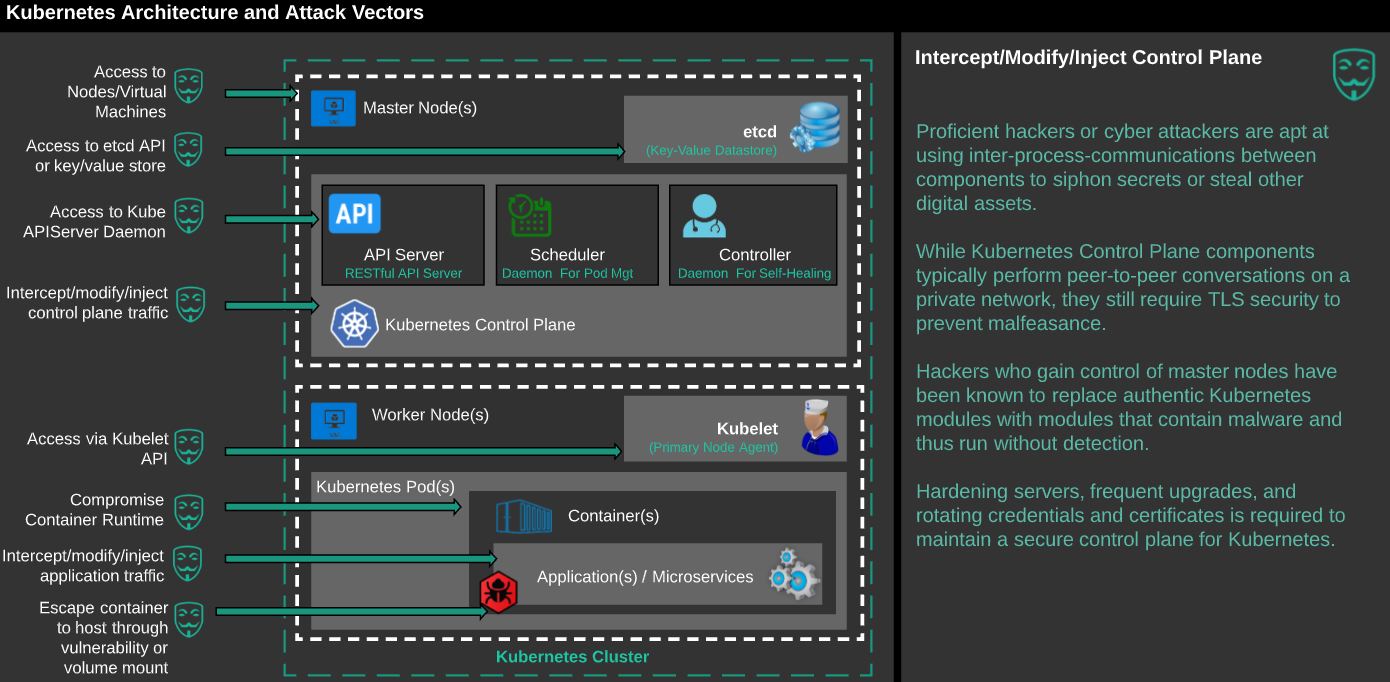 Kubernetes Architecture and Attack Vectors
Access to
Nodes/Virtual
Machines
Access to etcd API
or key/value store
Access to Kube
APIServer Daemon
Intercept/modify/inject
control plane traffic
Access via Kubelet
API
Compromise
Container Runtime
Intercept/modify/inject
application traffic
Escape container
to host through
vulnerability or
volume mount
Master Node(s)
etcd
(Key-Value Datastore)
API
API Server
RESTful API Server
Scheduler
Daemon For Pod Mgt
Controller
Daemon For Self-Healing
Kubernetes Control Plane
Worker Node(s)
Kubelet
(Primary Node Agent)
Kubernetes Pod(s)
Container(s)
Application(s) / Microservices
Kubernetes Cluster
Intercept/Modify/Inject Control Plane
Proficient hackers or cyber attackers are apt at
using inter-process-communications between
components to siphon secrets or steal other
digital assets.
While Kubernetes Control Plane components
typically perform peer-to-peer conversations on a
private network, they still require TLS security to
prevent malfeasance.
Hackers who gain control of master nodes have
been known to replace authentic Kubernetes
modules with modules that contain malware and
thus run without detection.
Hardening servers, frequent upgrades, and
rotating credentials and certificates is required to
maintain a secure control plane for Kubernetes.